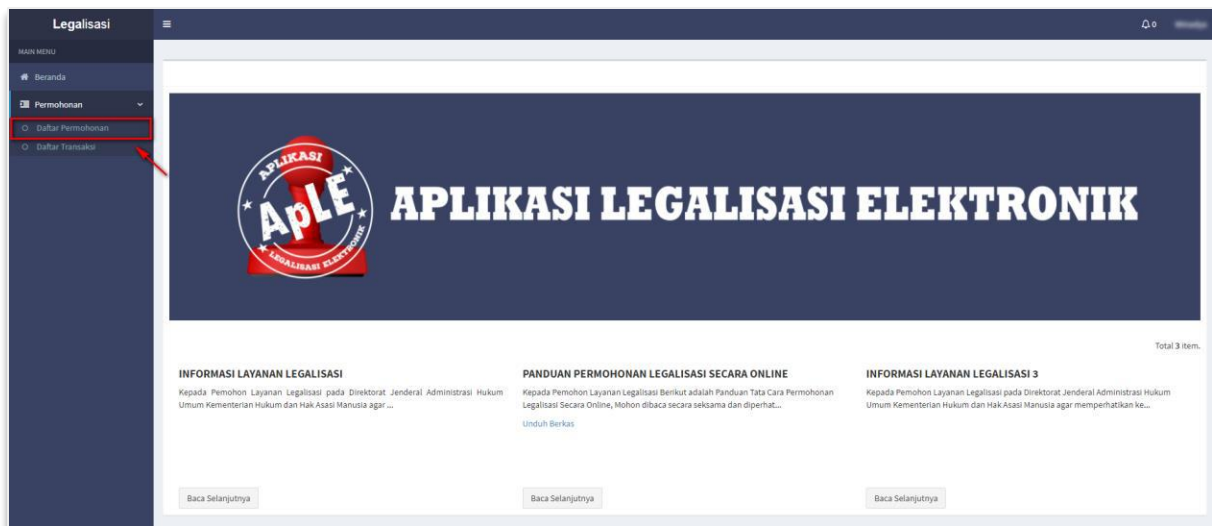 Legalisasi
0
MAIN MENU
Beranda
Permohonan
Daftar Permohonan
Daftar Transaksi
APLIKASI
ApLE
LEGALISASI ELEKTRONIK
APLIKASI LEGALISASI ELEKTRONIK
Total 3 item.
INFORMASI LAYANAN LEGALISASI
Kepada Pemohon Layanan Legalisasi pada Direktorat Jenderal Administrasi Hukum
Umum Kementerian Hukum dan Hak Asasi Manusia agar ...
Baca Selanjutnya
PANDUAN PERMOHONAN LEGALISASI SECARA ONLINE
Kepada Pemohon Layanan Legalisasi Berikut adalah Panduan Tata Cara Permohonan
Legalisasi Secara Online, Mohon dibaca secara seksama dan diperhat...
Unduh Berkas
Baca Selanjutnya
INFORMASI LAYANAN LEGALISASI 3
Kepada Pemohon Layanan Legalisasi pada Direktorat Jenderal Administrasi Hukum
Umum Kementerian Hukum dan Hak Asasi Manusia agar memperhatikan ke...
Baca Selanjutnya